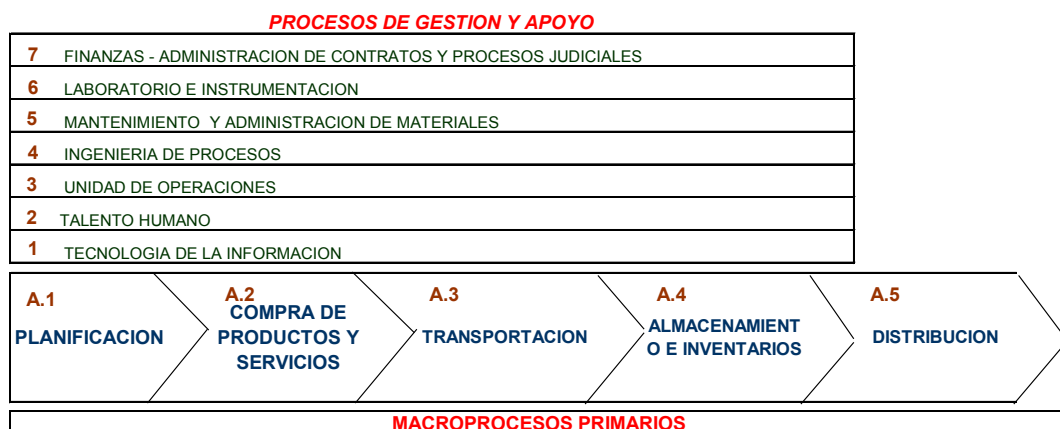 PROCESOS DE GESTION Y APOYO
7 FINANZAS - ADMINISTRACION DE CONTRATOS Y PROCESOS JUDICIALES
6 LABORATORIO E INSTRUMENTACION
5 MANTENIMIENTO Y ADMINISTRACION DE MATERIALES
4 INGENIERIA DE PROCESOS
3 UNIDAD DE OPERACIONES
2 TALENTO HUMANO
1 TECNOLOGIA DE LA INFORMACION
A.1
PLANIFICACION
A.2
COMPRA DE
PRODUCTOS Y
SERVICIOS
A.3
TRANSPORTACION
A.4
ALMACENAMIENT
O E INVENTARIOS
A.5
DISTRIBUCION
MACROPROCESOS PRIMARIOS